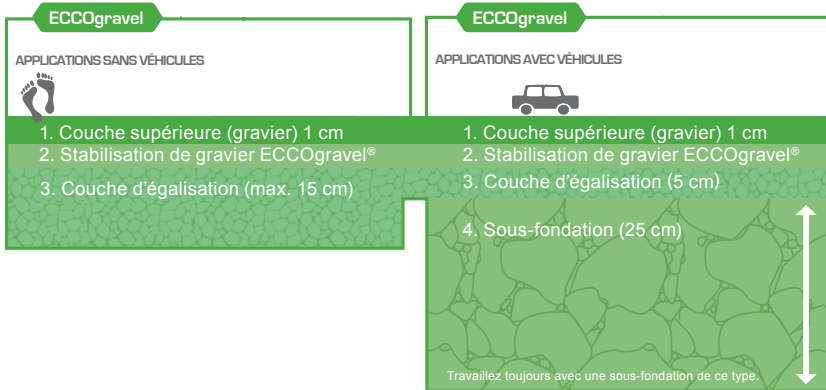 ECCOgravel
APPLICATIONS SANS VÉHICULES
1. Couche supérieure (gravier) 1 cm
2. Stabilisation de gravier ECCOgravel®
3. Couche d'égalisation (max. 15 cm)
ECCOgravel
APPLICATIONS AVEC VÉHICULES
1. Couche supérieure (gravier) 1 cm
2. Stabilisation de gravier ECCOgravel®
3. Couche d'égalisation (5 cm)
4. Sous-fondation (25 cm)
Travaillez toujours avec une sous-fondation de ce type.